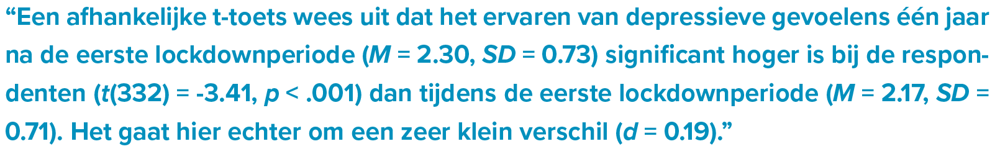 “Een afhankelijke t-toets wees uit dat het ervaren van depressieve gevoelens één jaar
na de eerste lockdownperiode (M = 2.30, SD = 0.73) significant hoger is bij de respon-
denten (t(332) = -3.41, p < .001) dan tijdens de eerste lockdownperiode (M = 2.17, SD =
0.71). Het gaat hier echter om een zeer klein verschil (d = 0.19).”